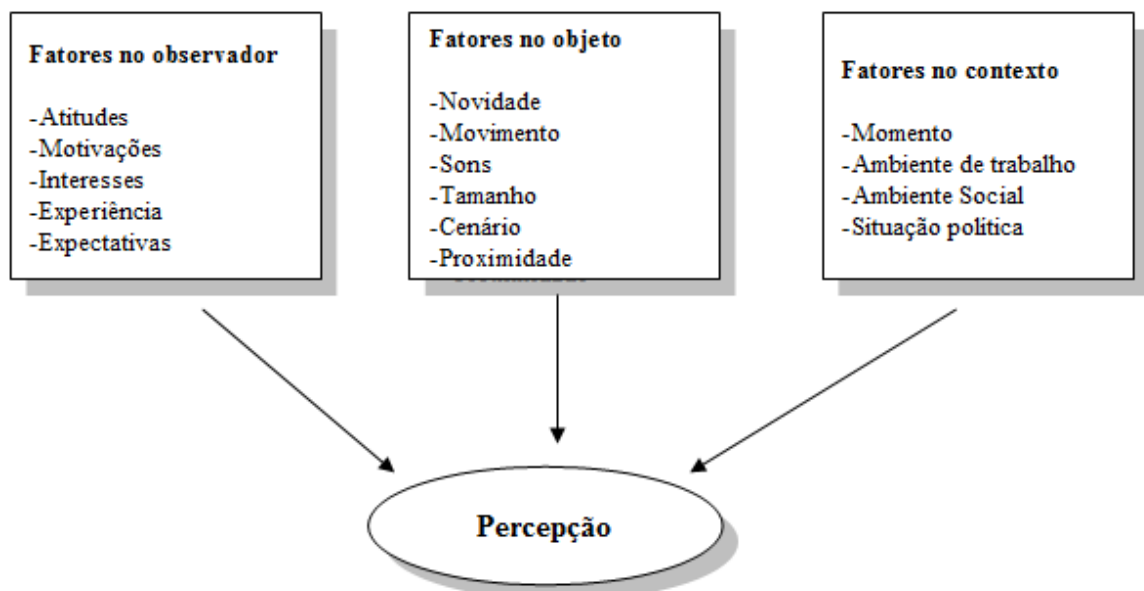 Fatores no observador
-Atitudes
-Motivações
-Interesses
-Experiência
-Expectativas
Fatores no objeto
-Novidade
-Movimento
-Sons
-Tamanho
-Cenário
-Proximidade
Fatores no contexto
-Momento
-Ambiente de trabalho
-Ambiente Social
-Situação política
Percepção